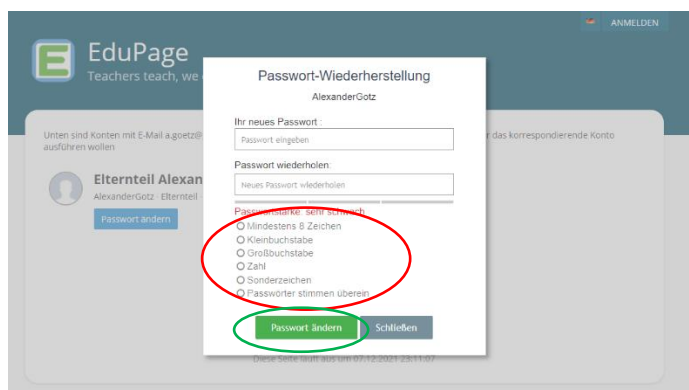 ANMELDEN
EduPage
Teachers teach, we
Unten sind Konten mit E-Mail a.goetz@
r das korrespondierende Konto
ausführen wollen
Elternteil Alexan
AlexanderGotz · Elternteil ·
Passwort ändern
Passwort-Wiederherstellung
AlexanderGotz
Ihr neues Passwort :
Passwort eingeben
Passwort wiederholen:
Neues Passwort wiederholen
Passwortstärke: sehr schwach
Mindestens 8 Zeichen
Kleinbuchstabe
Großbuchstabe
Zahl
Sonderzeichen
Passwörter stimmen überein
Passwort ändern
Schließen
Diese Seite läuft aus um 07.12.2021 23:11:07